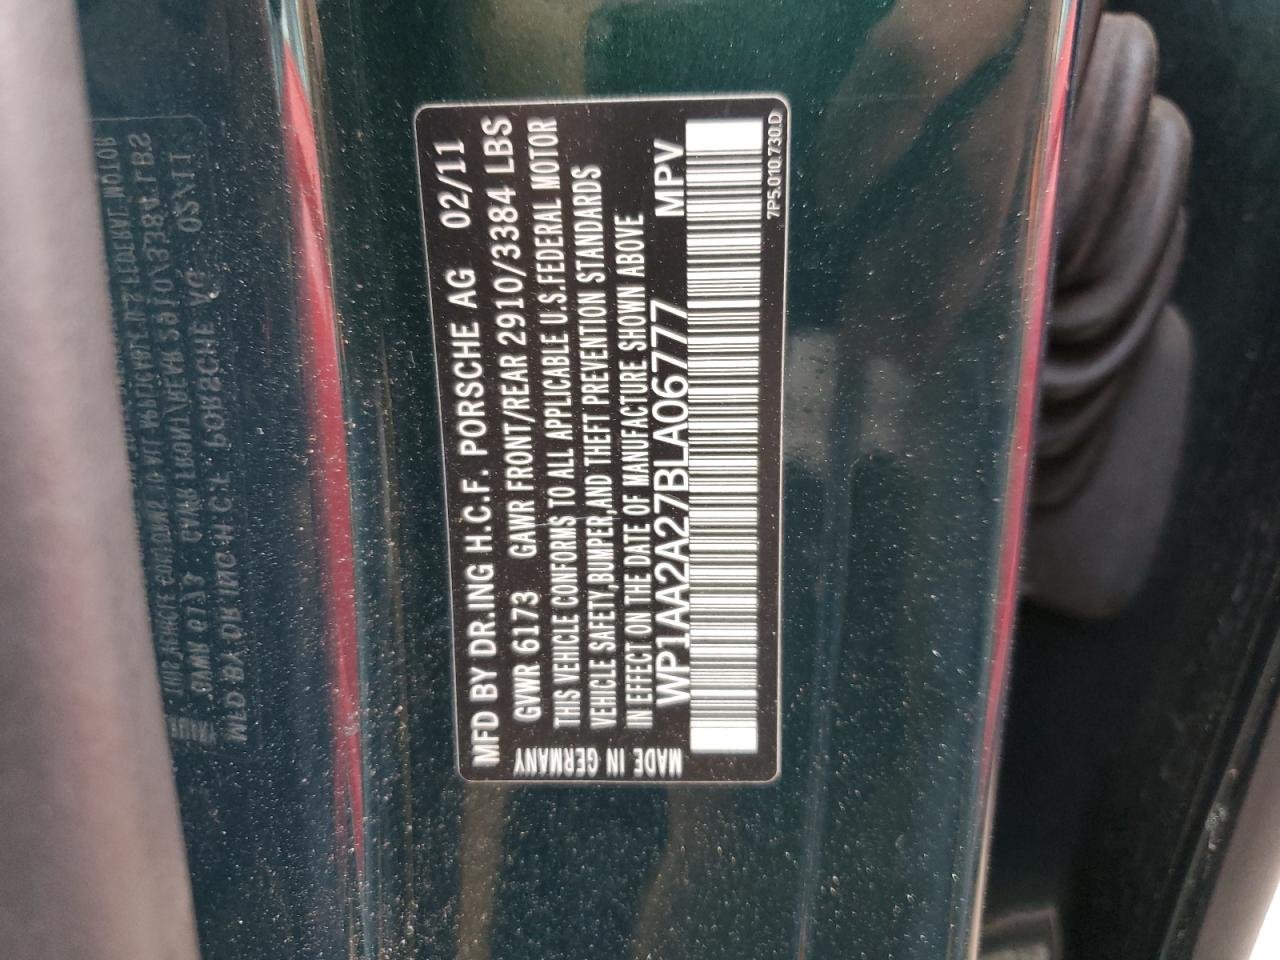 MFD BY DR.ING H.C.F. PORSCHE AG 02/11
GVWR 6173 GAWR FRONT/REAR 2910/3384 LBS
THIS VEHICLE CONFORMS TO ALL APPLICABLE U.S.FEDERAL MOTOR
VEHICLE SAFETY,BUMPER,AND THEFT PREVENTION STANDARDS
IN EFFECT ON THE DATE OF MANUFACTURE SHOWN ABOVE
WP1AA2A27BLA06777 MPV
MADE IN GERMANY
7P5.010.730.D